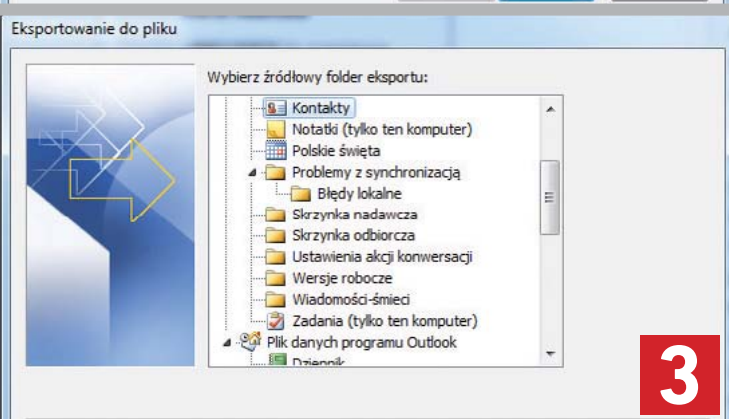 Eksportowanie do pliku
Wybierz źródłowy folder eksportu:
Kontakty
Notatki (tylko ten komputer)
Polskie święta
Problemy z synchronizacją
Błędy lokalne
Skrzynka nadawcza
Skrzynka odbiorcza
Ustawienia akcji konwersacji
Wersje robocze
Wiadomości-śmieci
Zadania (tylko ten komputer)
Plik danych programu Outlook
Dziennik
3